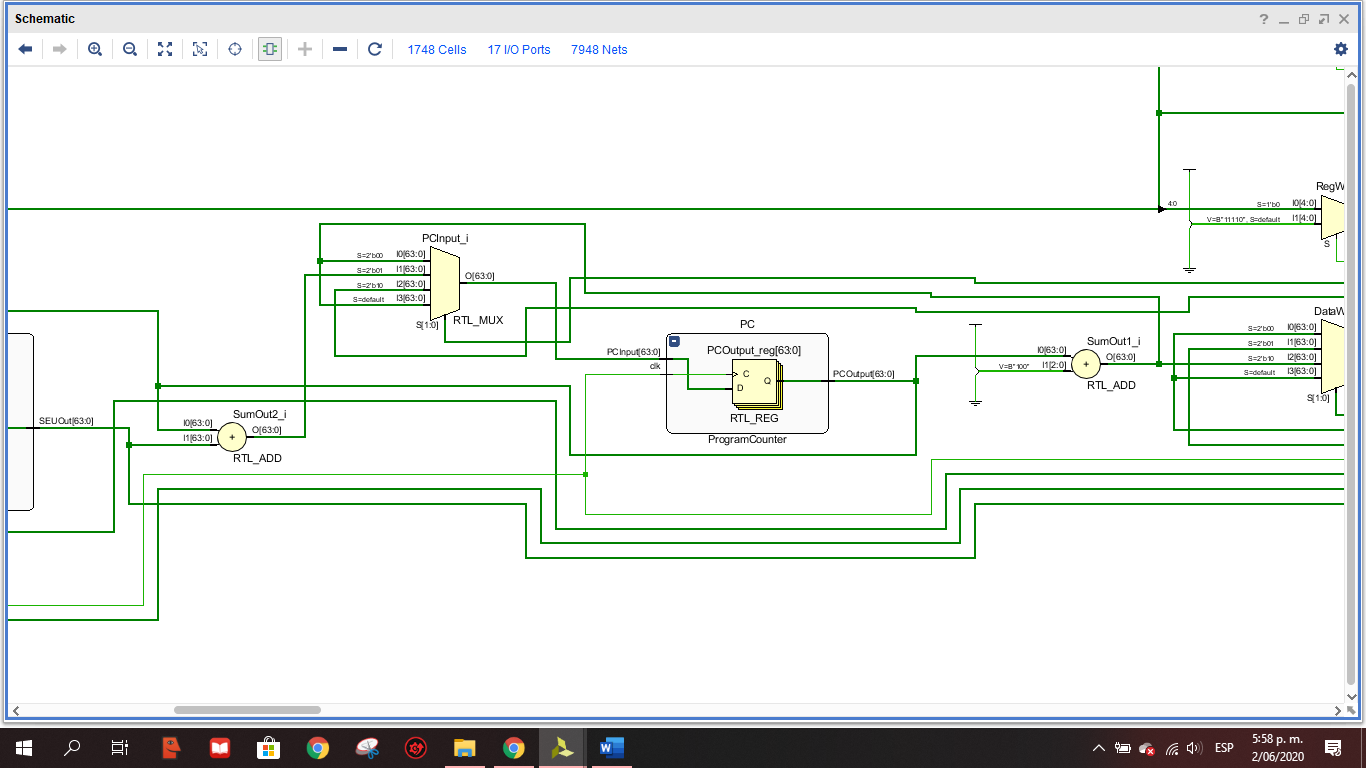 Schematic
1748 Cells 17 I/O Ports 7948 Nets
RegW
4:0
S=1'b0 I0[4:0]
V=B"11110", S=default I1[4:0]
S
PCInput_i
S=2'b00 I0[63:0]
S=2'b01 I1[63:0]
S=2'b10 I2[63:0]
S=default I3[63:0]
O[63:0]
S[1:0]
RTL_MUX
PC
PCInput[63:0]
clk
PCOutput_reg[63:0]
C
D
Q
RTL_REG
ProgramCounter
PCOutput[63:0]
V=B"100"
SumOut1_i
I0[63:0]
I1[2:0]
+
O[63:0]
RTL_ADD
DataW
S=2'b00 I0[63:0]
S=2'b01 I1[63:0]
S=2'b10 I2[63:0]
S=default I3[63:0]
S[1:0]
SEUOut[63:0]
SumOut2_i
I0[63:0]
I1[63:0]
+
O[63:0]
RTL_ADD
ESP
5:58 p. m.
2/06/2020